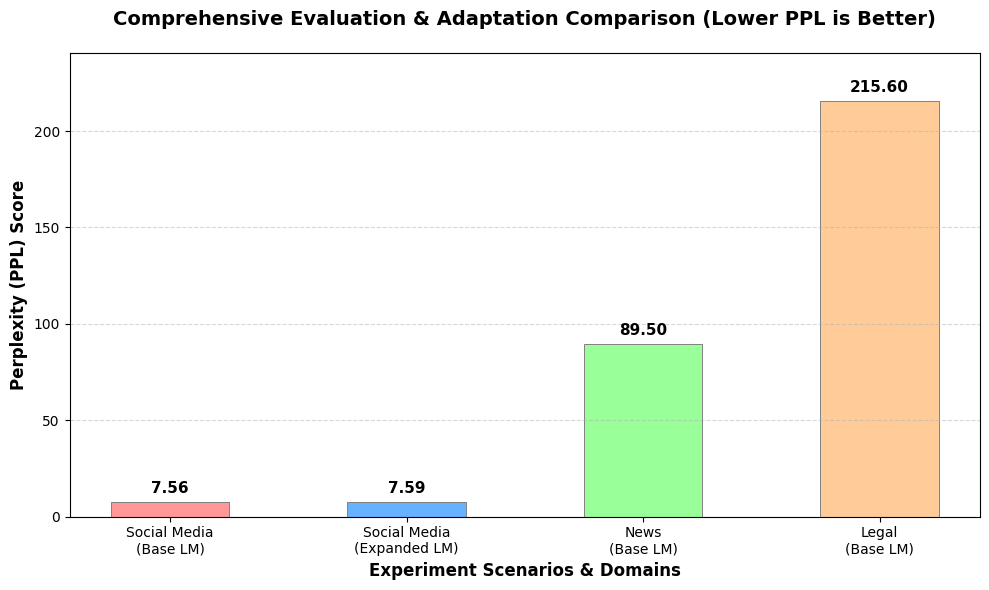 Comprehensive Evaluation & Adaptation Comparison (Lower PPL is Better)
Perplexity (PPL) Score
200
150
100
50
0
7.56
7.59
89.50
215.60
Social Media
(Base LM)
Social Media
(Expanded LM)
News
(Base LM)
Legal
(Base LM)
Experiment Scenarios & Domains